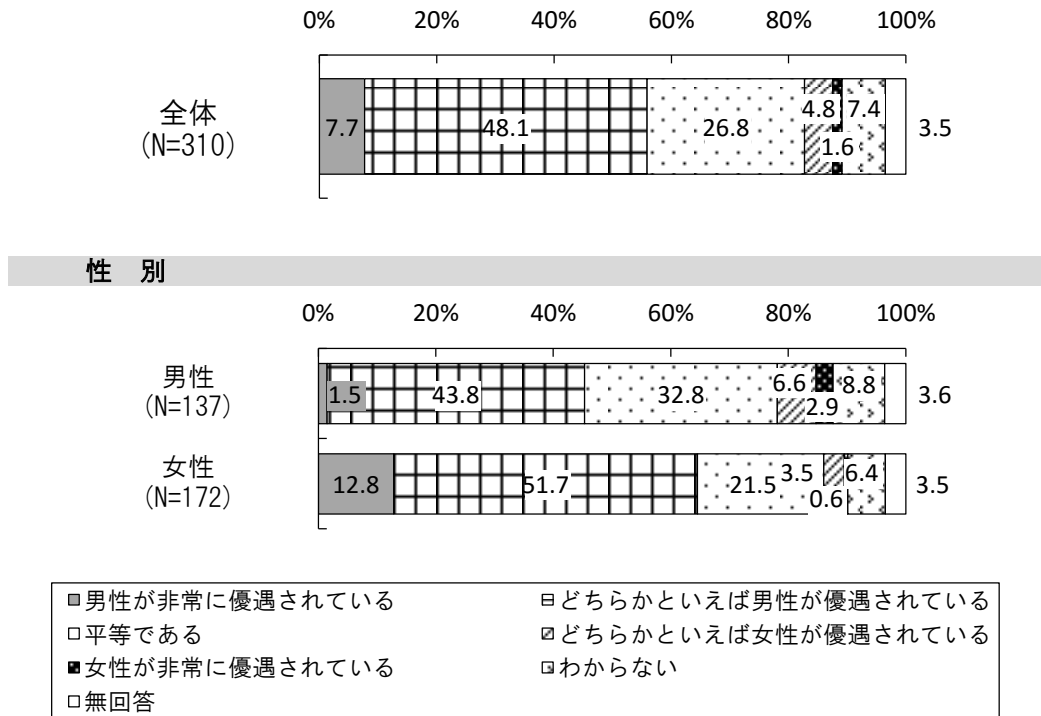 0% 20% 40% 60% 80% 100%
全体
(N=310)
7.7 48.1 26.8 4.8 1.6 7.4 3.5
性 別
0% 20% 40% 60% 80% 100%
男性
(N=137)
1.5 43.8 32.8 6.6 2.9 8.8 3.6
女性
(N=172)
12.8 51.7 21.5 3.5 0.6 6.4 3.5
男性が非常に優遇されている どちらかといえば男性が優遇されている
平等である どちらかといえば女性が優遇されている
女性が非常に優遇されている わからない
無回答